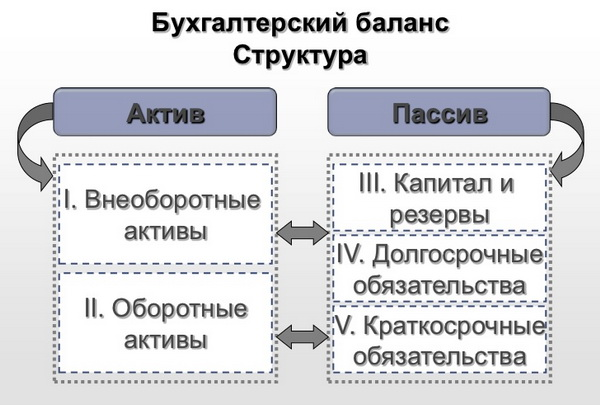 Бухгалтерский баланс
Структура
Актив
Пассив
I. Внеоборотные
активы
II. Оборотные
активы
III. Капитал и
резервы
IV. Долгосрочные
обязательства
V. Краткосрочные
обязательства